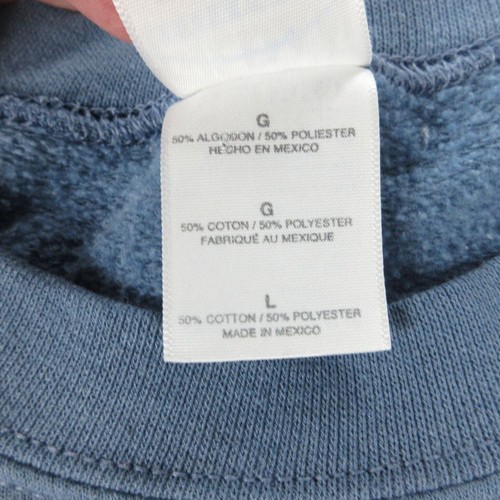 G
50% ALGODON / 50% POLIESTER
HECHO EN MEXICO
G
50% COTON / 50% POLYESTER
FABRIQUÉ AU MEXIQUE
L
50% COTTON / 50% POLYESTER
MADE IN MEXICO